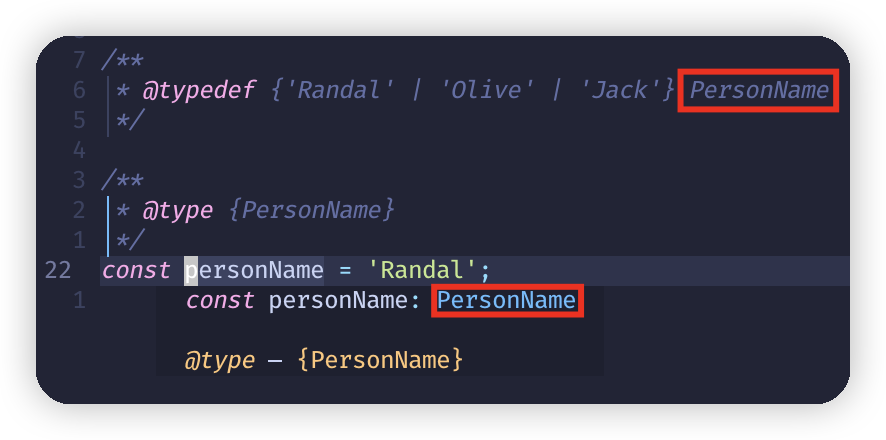 7 /**
6 * @typedef {'Randal' | 'Olive' | 'Jack'} PersonName
5 */
4
3 /**
2 * @type {PersonName}
1 */
22 const personName = 'Randal';
1 const personName: PersonName
@type — {PersonName}